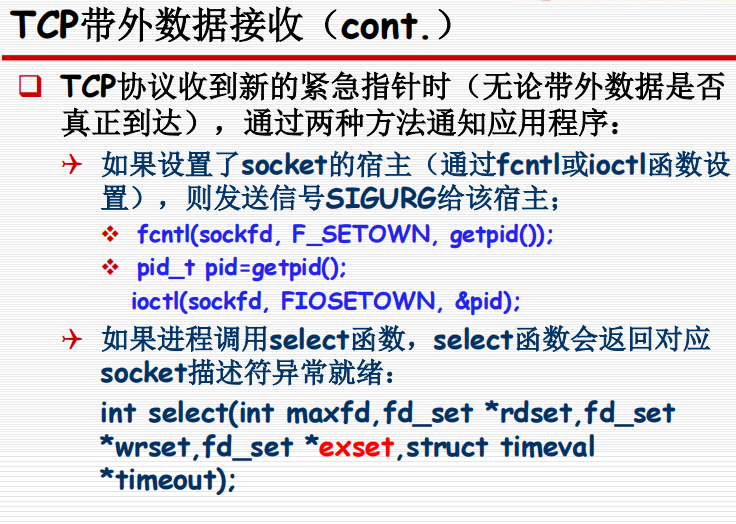 TCP带外数据接收（cont.）
TCP协议收到新的紧急指针时（无论带外数据是否
真正到达），通过两种方法通知应用程序：
如果设置了socket的宿主（通过fcntl或ioctl函数设
置），则发送信号SIGURG给该宿主；
fcntl(sockfd, F_SETOWN, getpid());
pid_t pid=getpid();
ioctl(sockfd, FIOSETOWN, &pid);
如果进程调用select函数，select函数会返回对应
socket描述符异常就绪：
int select(int maxfd,fd_set *rdset,fd_set
*wrset,fd_set *exset,struct timeval
*timeout);